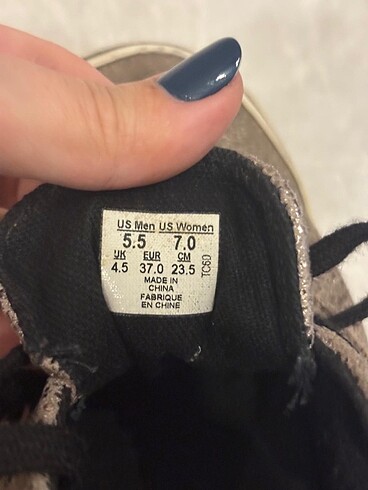 US Men US Women
5.5 7.0
UK EUR CM
4.5 37.0 23.5
MADE IN
CHINA
FABRIQUE
EN CHINE
TC60